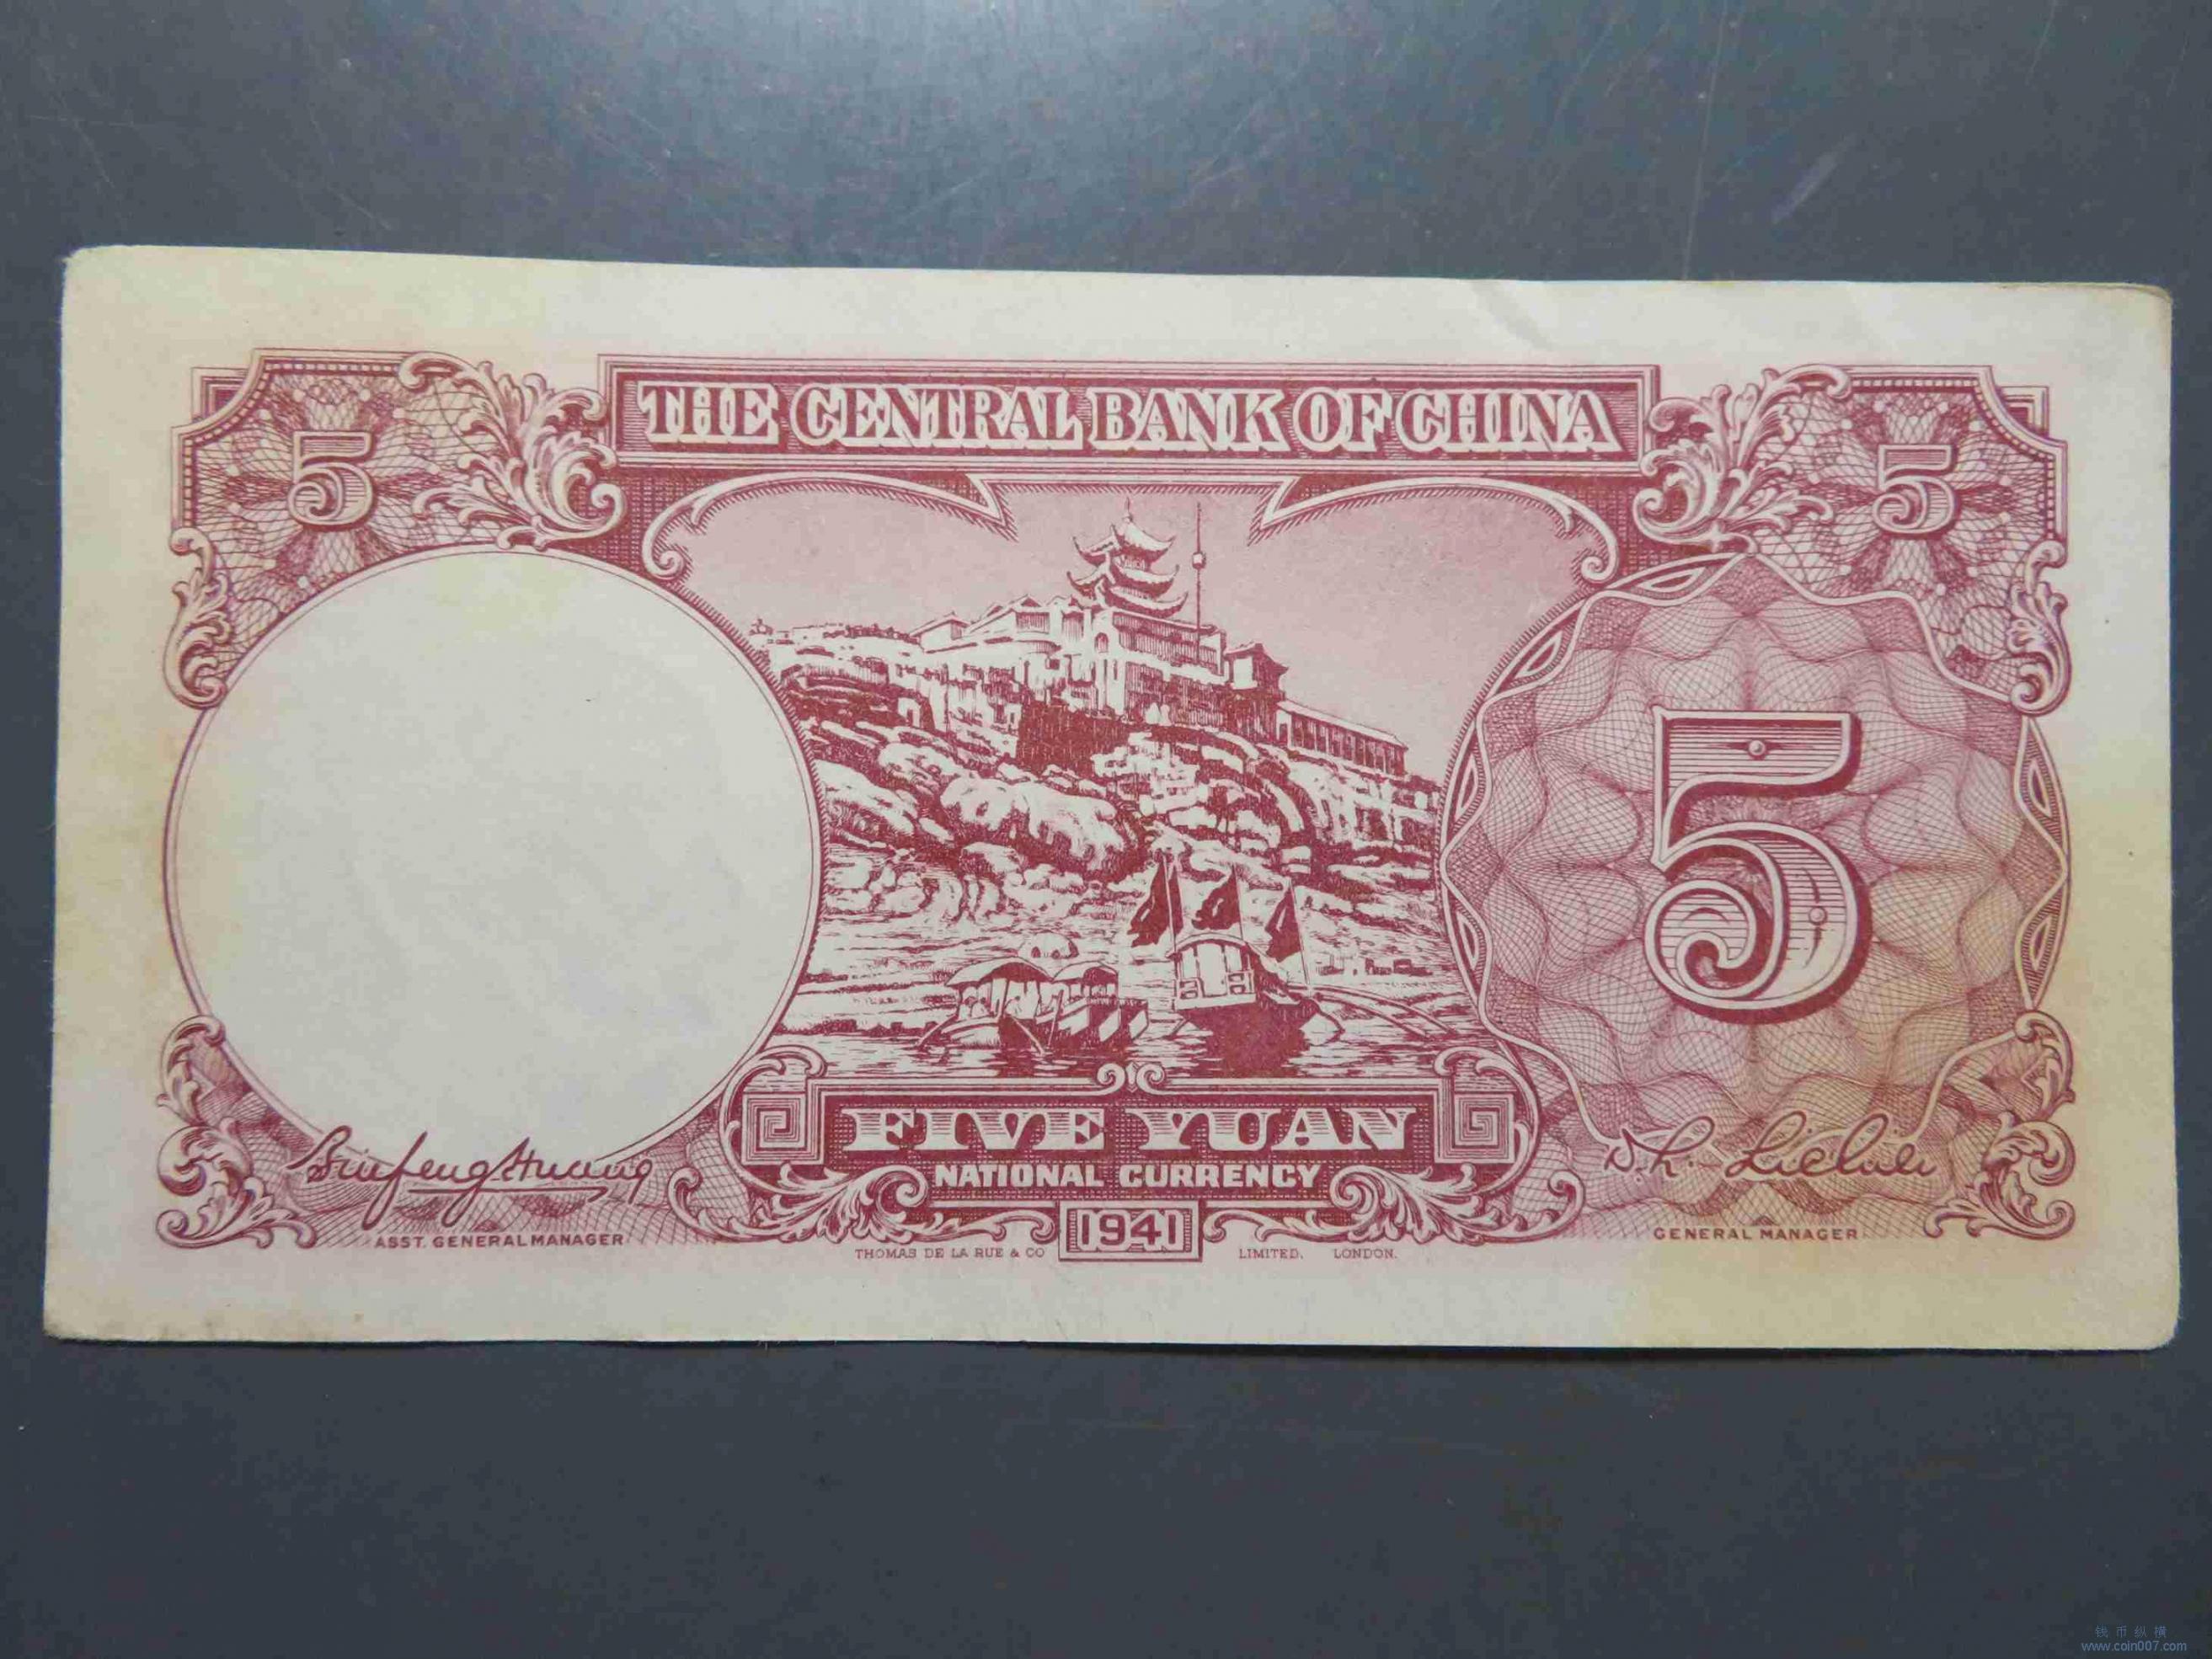 THE CENTRAL BANK OF CHINA
5
5
5
FIVE YUAN
NATIONAL CURRENCY
1941
ASST. GENERAL MANAGER
GENERAL MANAGER
THOMAS DE LA RUE & CO LIMITED, LONDON.
钱币纵横
www.coin007.com